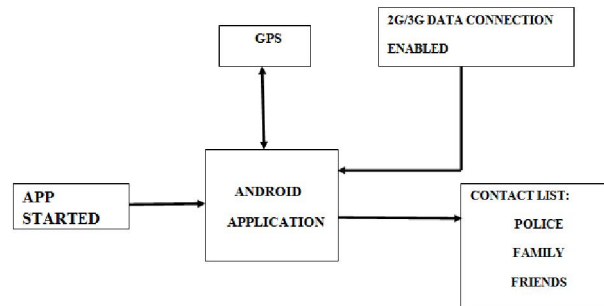 GPS
2G/3G DATA CONNECTION
ENABLED
APP
STARTED
ANDROID
APPLICATION
CONTACT LIST:
POLICE
FAMILY
FRIENDS